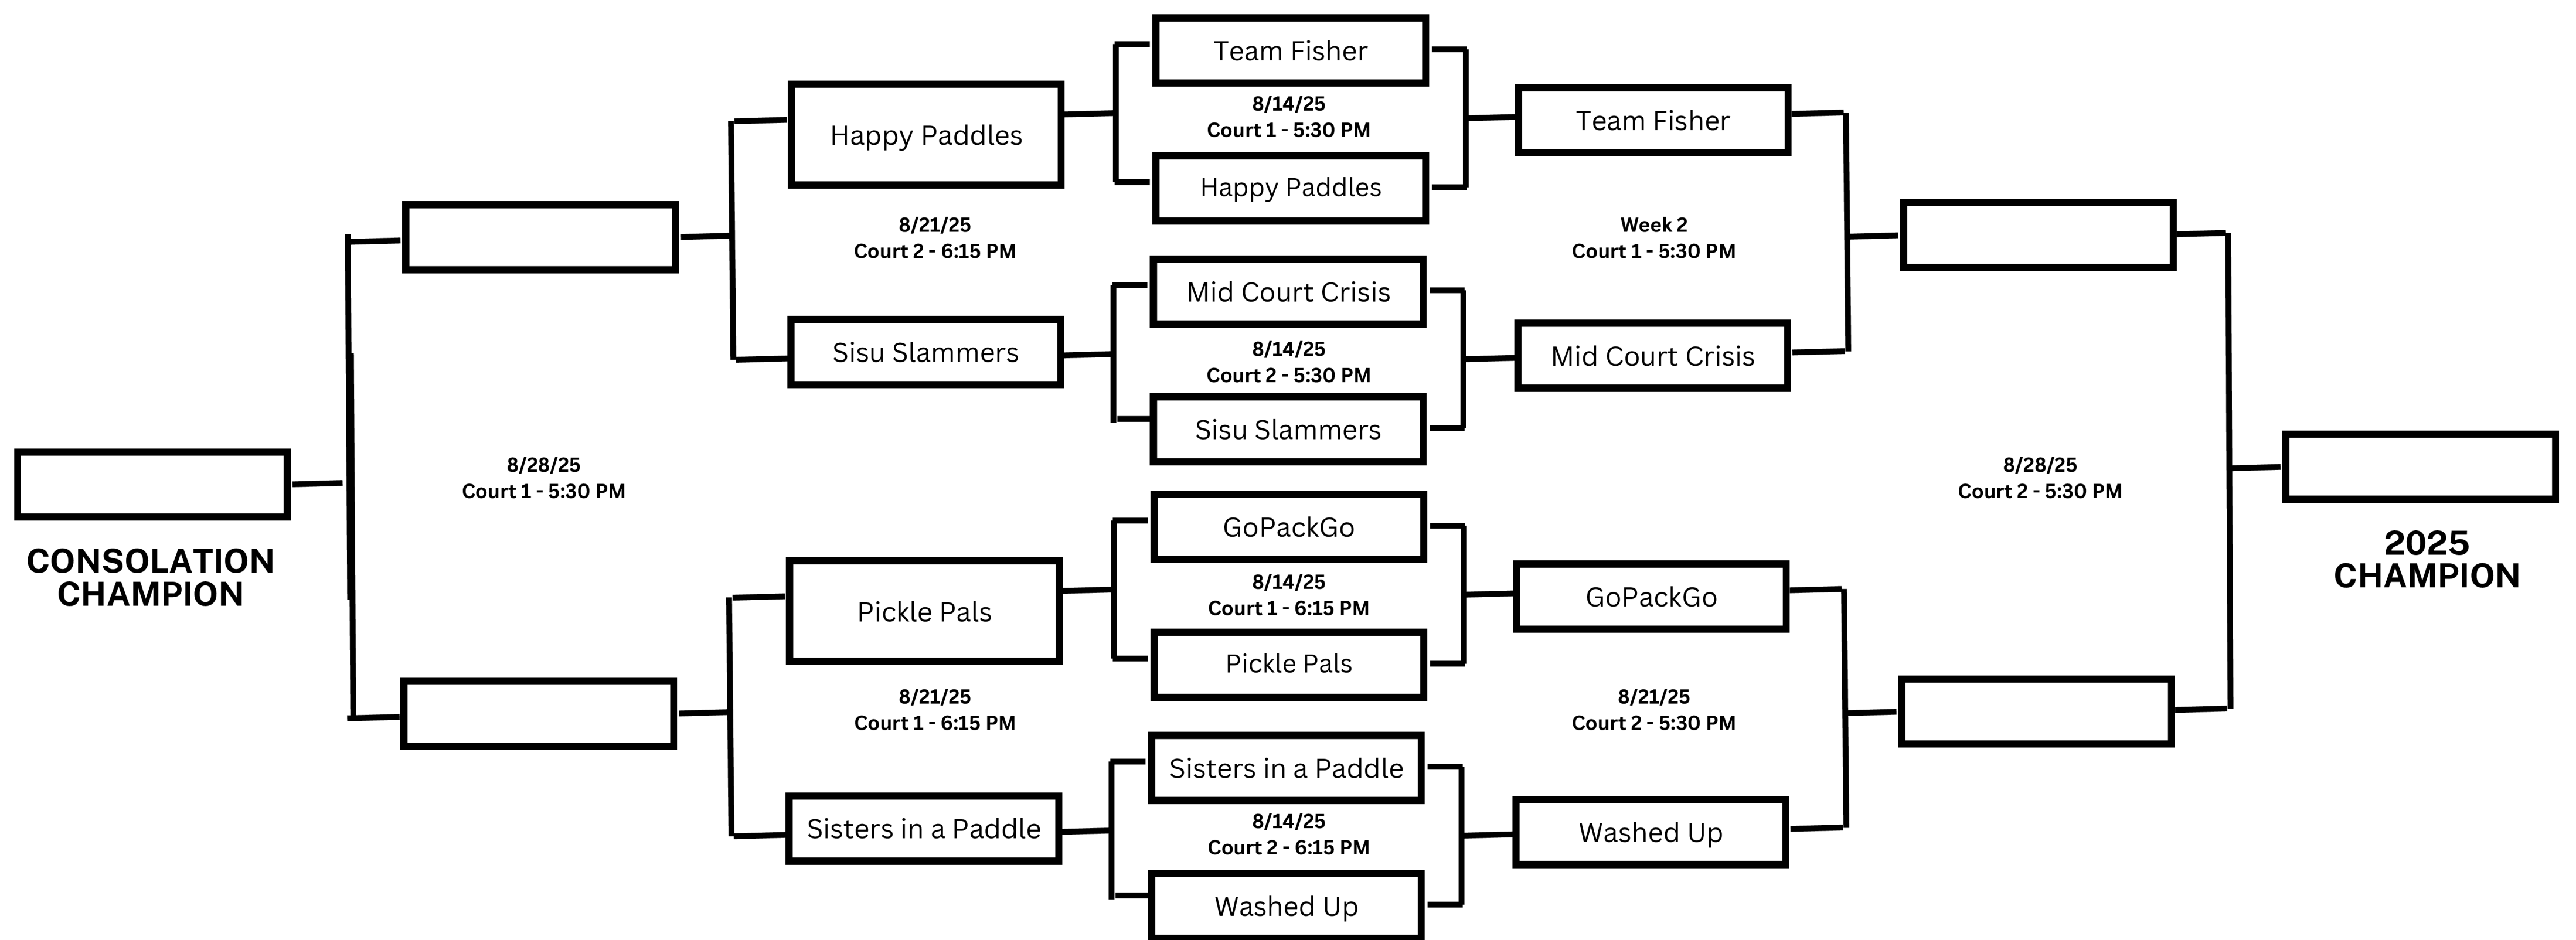 Team Fisher
8/14/25
Court 1 - 5:30 PM
Happy Paddles
Mid Court Crisis
8/14/25
Court 2 - 5:30 PM
Sisu Slammers
GoPackGo
8/14/25
Court 1 - 6:15 PM
Pickle Pals
Sisters in a Paddle
8/14/25
Court 2 - 6:15 PM
Washed Up
Happy Paddles
8/21/25
Court 2 - 6:15 PM
Sisu Slammers
Pickle Pals
8/21/25
Court 1 - 6:15 PM
Sisters in a Paddle
8/28/25
Court 1 - 5:30 PM
CONSOLATION
CHAMPION
Team Fisher
Week 2
Court 1 - 5:30 PM
Mid Court Crisis
GoPackGo
8/21/25
Court 2 - 5:30 PM
Washed Up
8/28/25
Court 2 - 5:30 PM
2025
CHAMPION